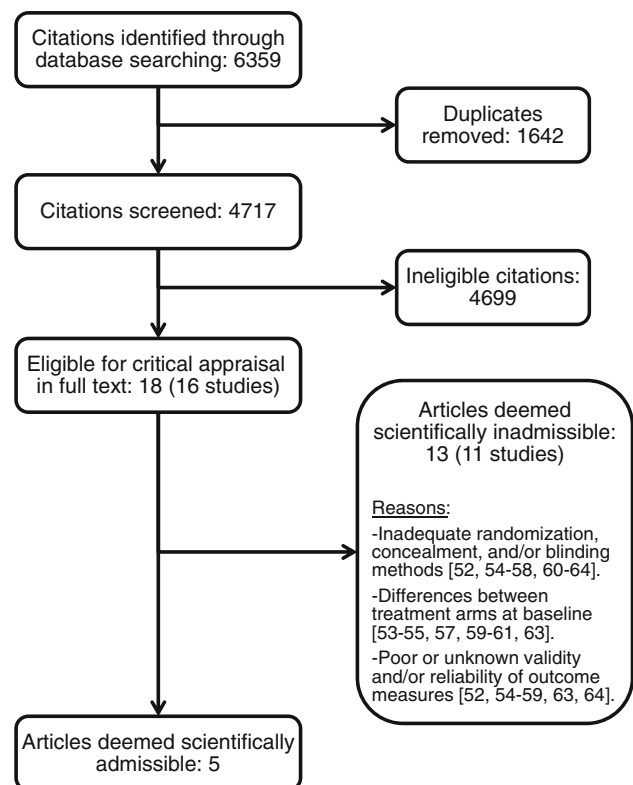 Citations identified through
database searching: 6359
Duplicates
removed: 1642
Citations screened: 4717
Ineligible citations:
4699
Eligible for critical appraisal
in full text: 18 (16 studies)
Articles deemed
scientifically inadmissible:
13 (11 studies)
Reasons:
-Inadequate randomization,
concealment, and/or blinding
methods [52, 54-58, 60-64].
-Differences between
treatment arms at baseline
[53-55, 57, 59-61, 63].
-Poor or unknown validity
and/or reliability of outcome
measures [52, 54-59, 63, 64].
Articles deemed scientifically
admissible: 5